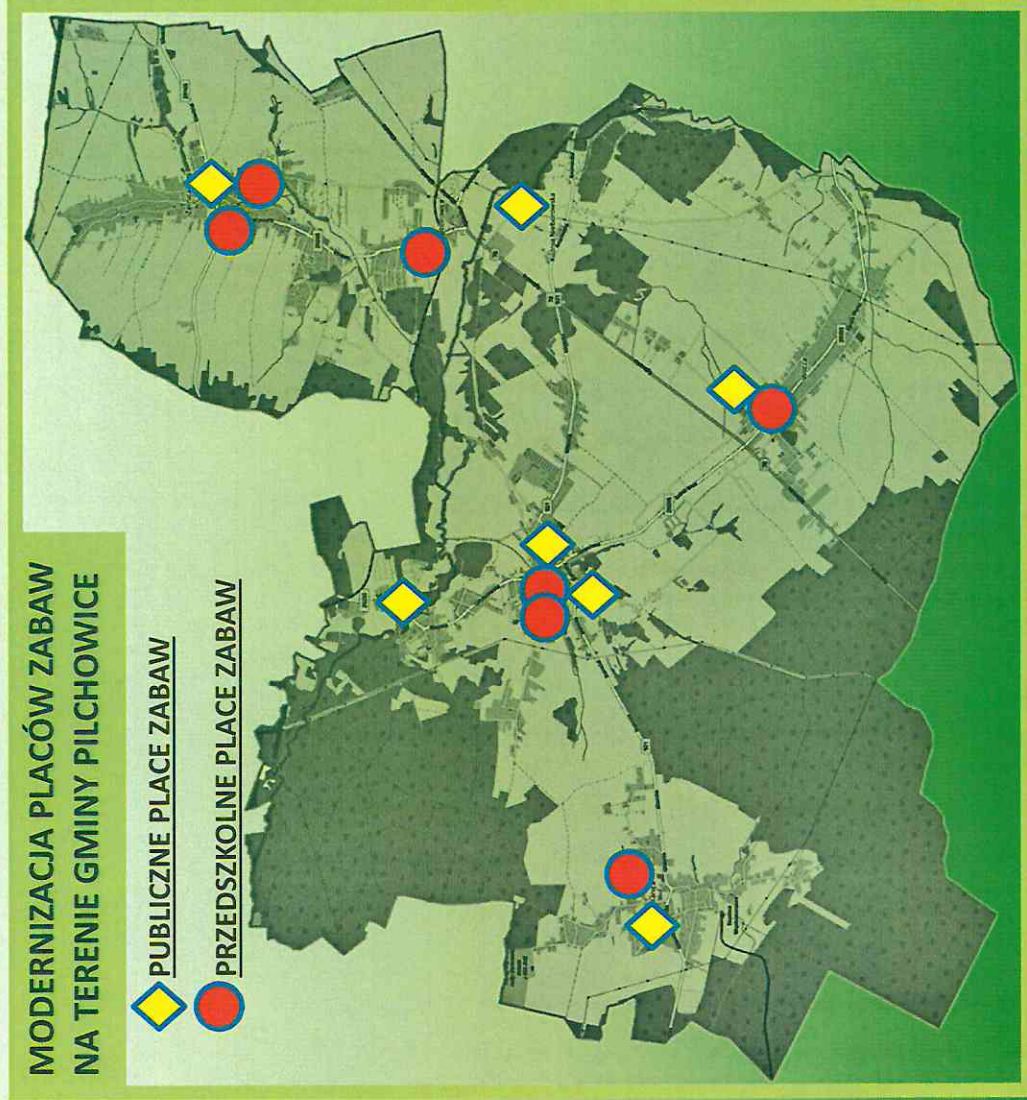 MODERNIZACJA PLACÓW ZABAW
NA TERENIE GMINY PILCHOWICE
PUBLICZNE PLACE ZABAW
PRZEDSZKOLNE PLACE ZABAW